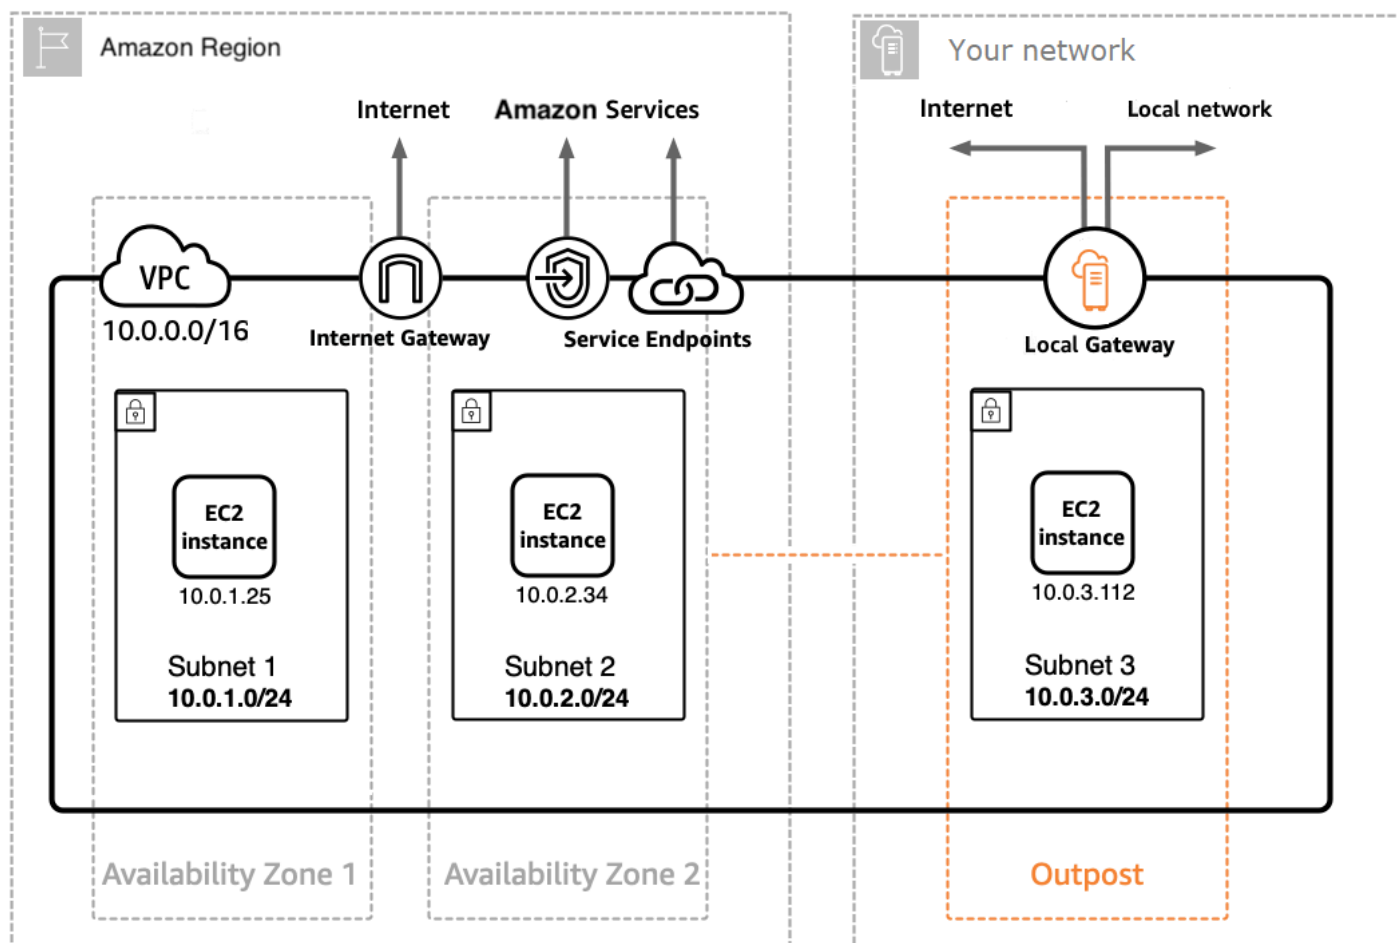 Amazon Region
Your network
Internet
Amazon Services
Internet
Local network
VPC
10.0.0.0/16
Internet Gateway
Service Endpoints
Local Gateway
EC2
instance
10.0.1.25
Subnet 1
10.0.1.0/24
EC2
instance
10.0.2.34
Subnet 2
10.0.2.0/24
EC2
instance
10.0.3.112
Subnet 3
10.0.3.0/24
Availability Zone 1
Availability Zone 2
Outpost